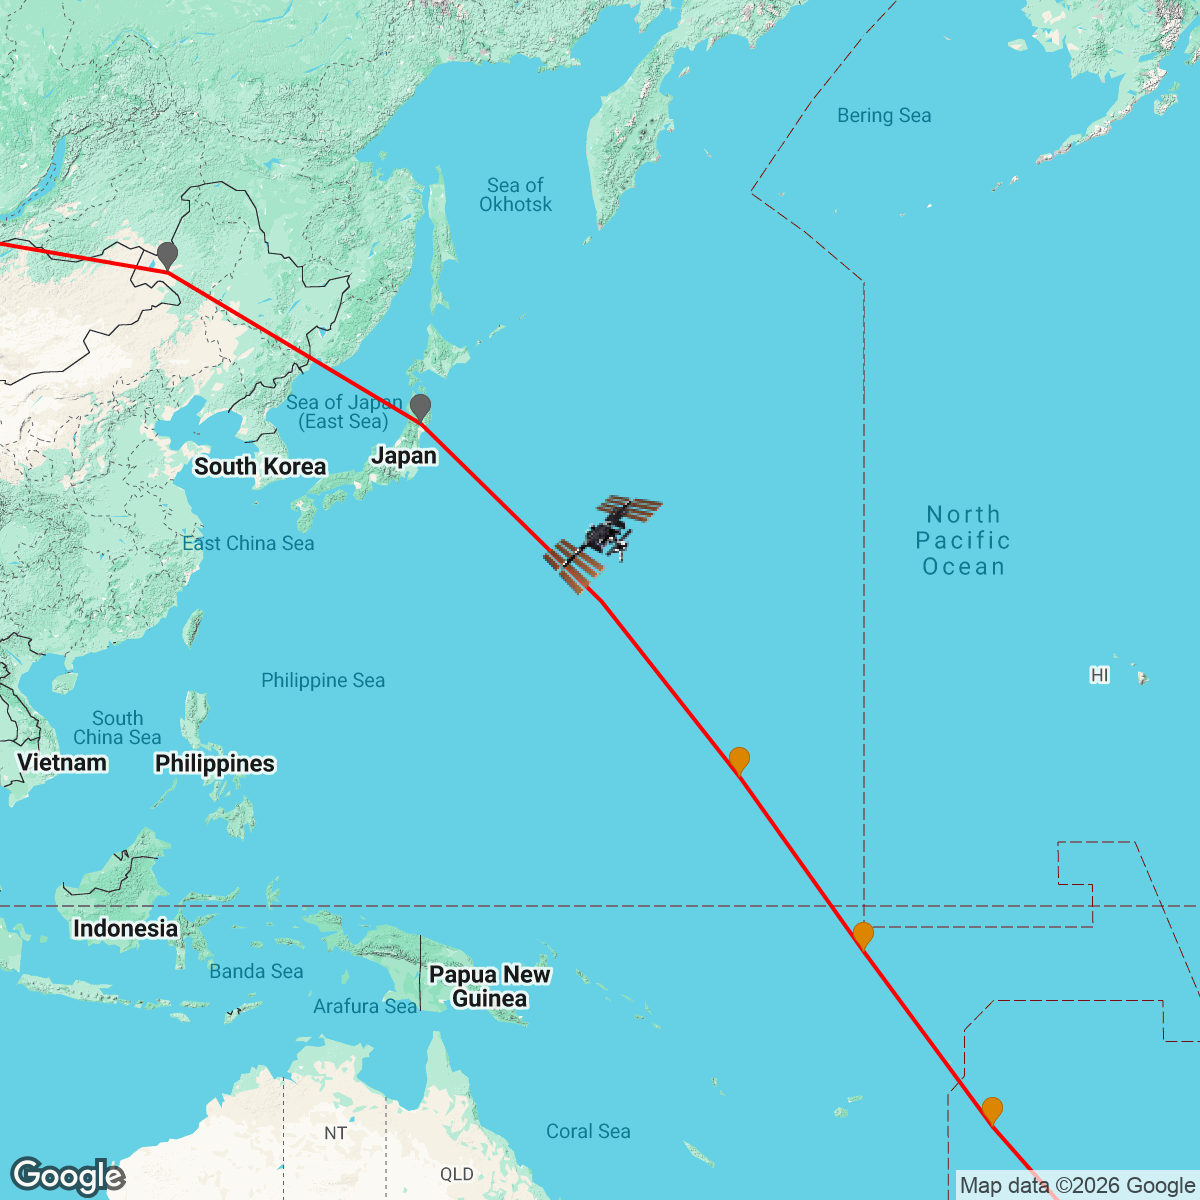 Bering Sea
Sea of
Okhotsk
Sea of Japan
(East Sea)
Japan
South Korea
North
Pacific
Ocean
East China Sea
HI
Philippine Sea
South
China Sea
Vietnam
Philippines
Indonesia
Banda Sea
Papua New
Guinea
Arafura Sea
NT
Coral Sea
QLD
Google
Map data ©2026 Google